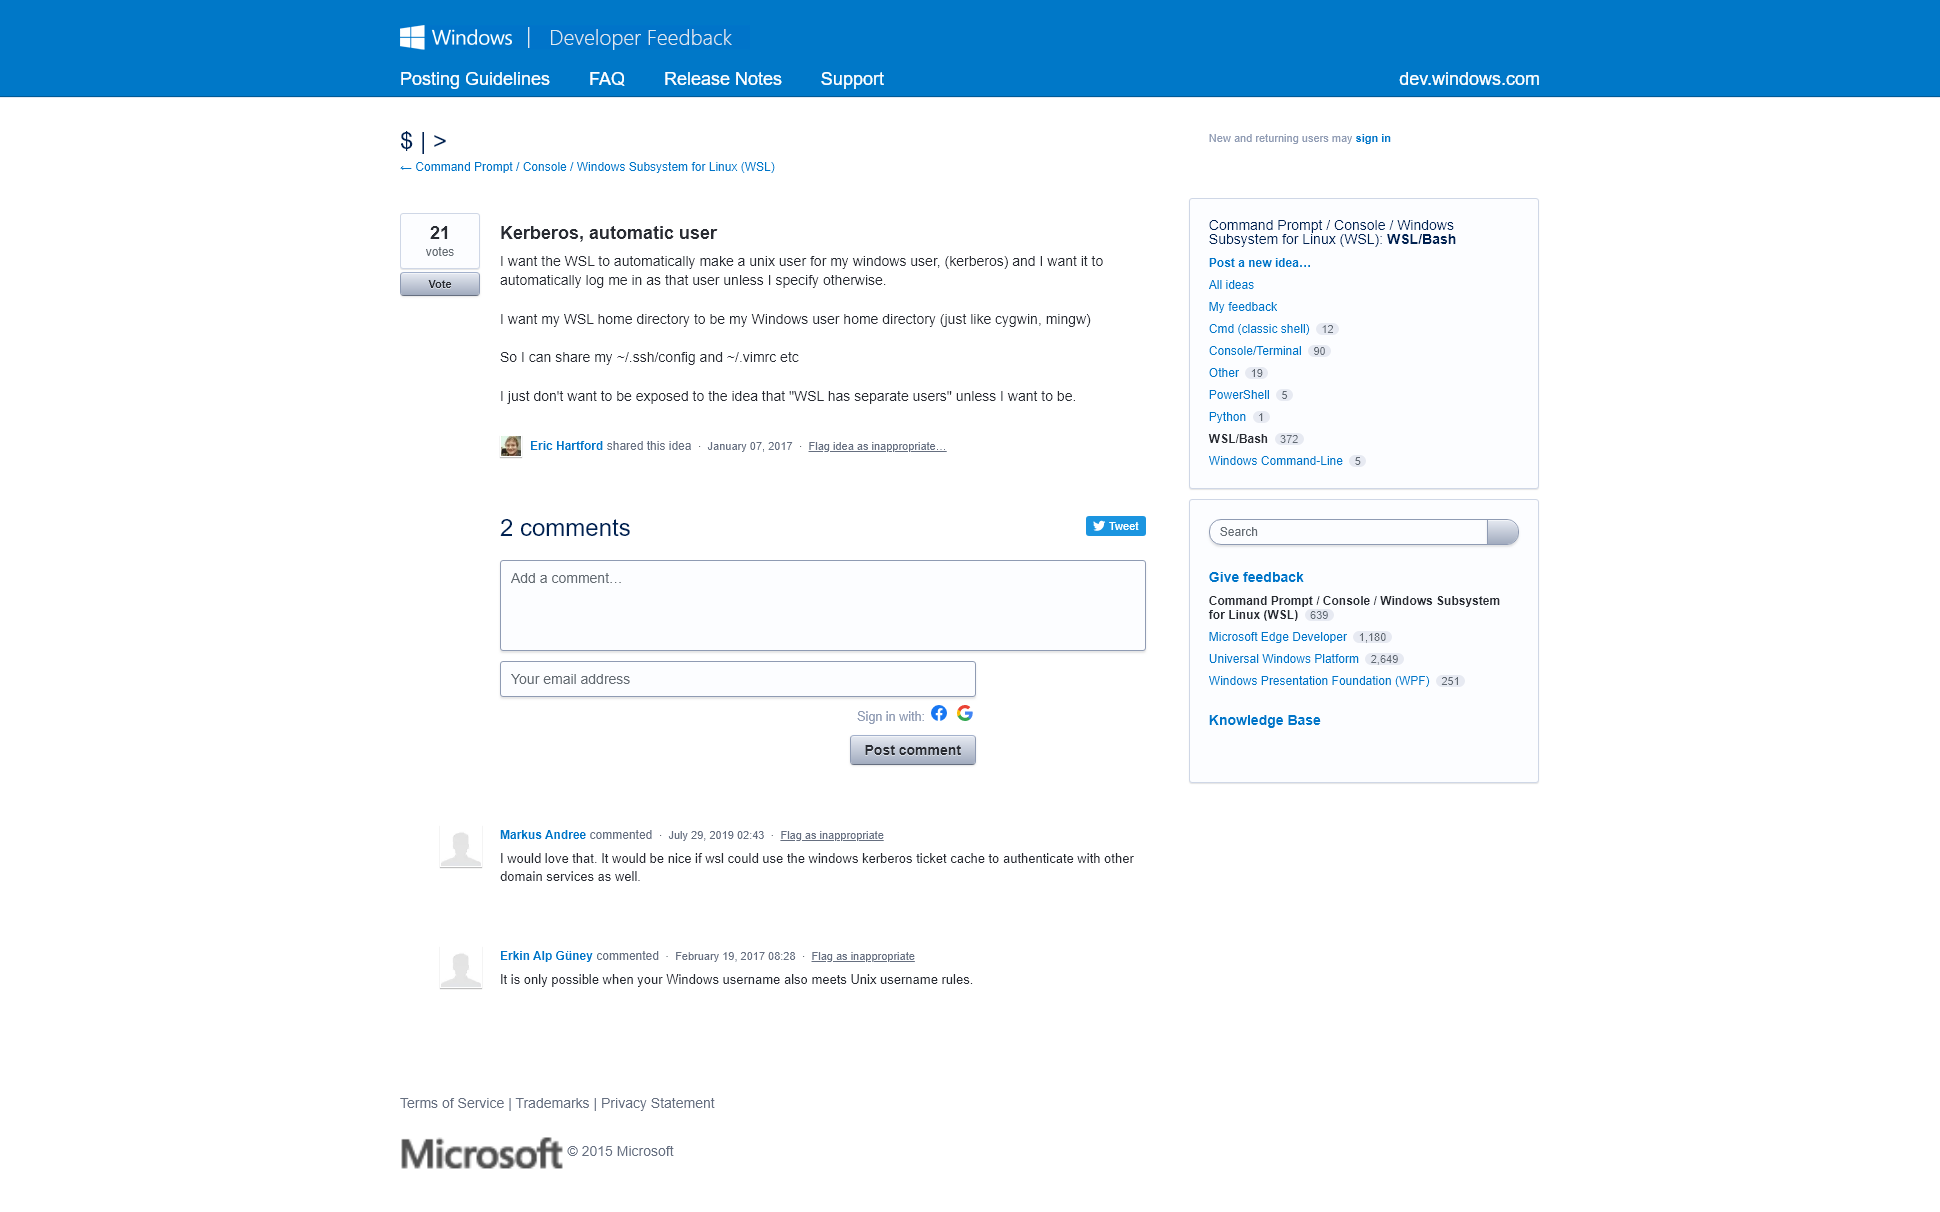 Windows | Developer Feedback
Posting Guidelines FAQ Release Notes Support dev.windows.com
$ | >
← Command Prompt / Console / Windows Subsystem for Linux (WSL)
New and returning users may sign in
21
votes
Vote
Kerberos, automatic user
I want the WSL to automatically make a unix user for my windows user, (kerberos) and I want it to
automatically log me in as that user unless I specify otherwise.
I want my WSL home directory to be my Windows user home directory (just like cygwin, mingw)
So I can share my ~/.ssh/config and ~/.vimrc etc
I just don't want to be exposed to the idea that "WSL has separate users" unless I want to be.
Eric Hartford shared this idea · January 07, 2017 · Flag idea as inappropriate…
2 comments
Tweet
Add a comment…
Your email address
Sign in with:
Post comment
Markus Andree commented · July 29, 2019 02:43 · Flag as inappropriate
I would love that. It would be nice if wsl could use the windows kerberos ticket cache to authenticate with other
domain services as well.
Erkin Alp Güney commented · February 19, 2017 08:28 · Flag as inappropriate
It is only possible when your Windows username also meets Unix username rules.
Command Prompt / Console / Windows
Subsystem for Linux (WSL): WSL/Bash
Post a new idea…
All ideas
My feedback
Cmd (classic shell) 12
Console/Terminal 90
Other 19
PowerShell 5
Python 1
WSL/Bash 372
Windows Command-Line 5
Search
Give feedback
Command Prompt / Console / Windows Subsystem
for Linux (WSL) 639
Microsoft Edge Developer 1,180
Universal Windows Platform 2,649
Windows Presentation Foundation (WPF) 251
Knowledge Base
Terms of Service | Trademarks | Privacy Statement
Microsoft © 2015 Microsoft